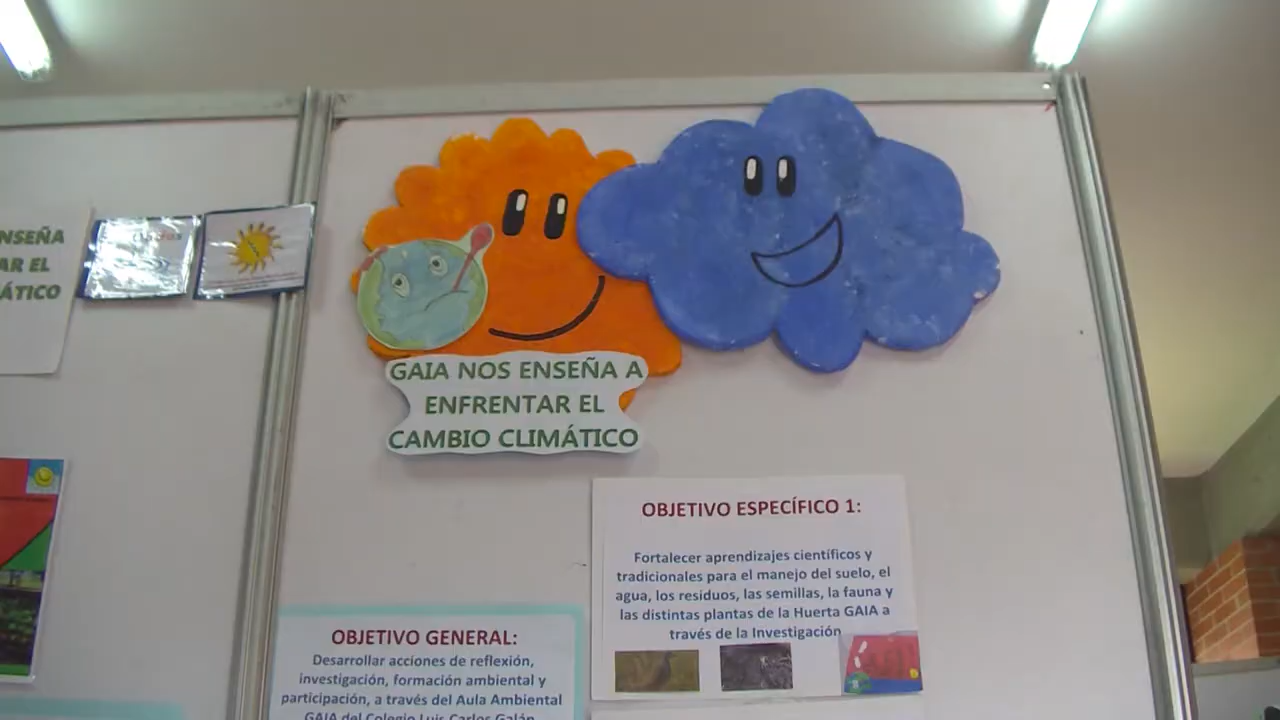 NSEÑA
AR EL
ÁTICO
GAIA NOS ENSEÑA A
ENFRENTAR EL
CAMBIO CLIMÁTICO
OBJETIVO ESPECÍFICO 1:
Fortalecer aprendizajes científicos y
tradicionales para el manejo del suelo, el
agua, los residuos, las semillas, la fauna y
las distintas plantas de la Huerta GAIA a
través de la Investigación
OBJETIVO GENERAL:
Desarrollar acciones de reflexión,
investigación, formación ambiental y
participación, a través del Aula Ambiental
GAIA del Colegio Luis Carlos Galán